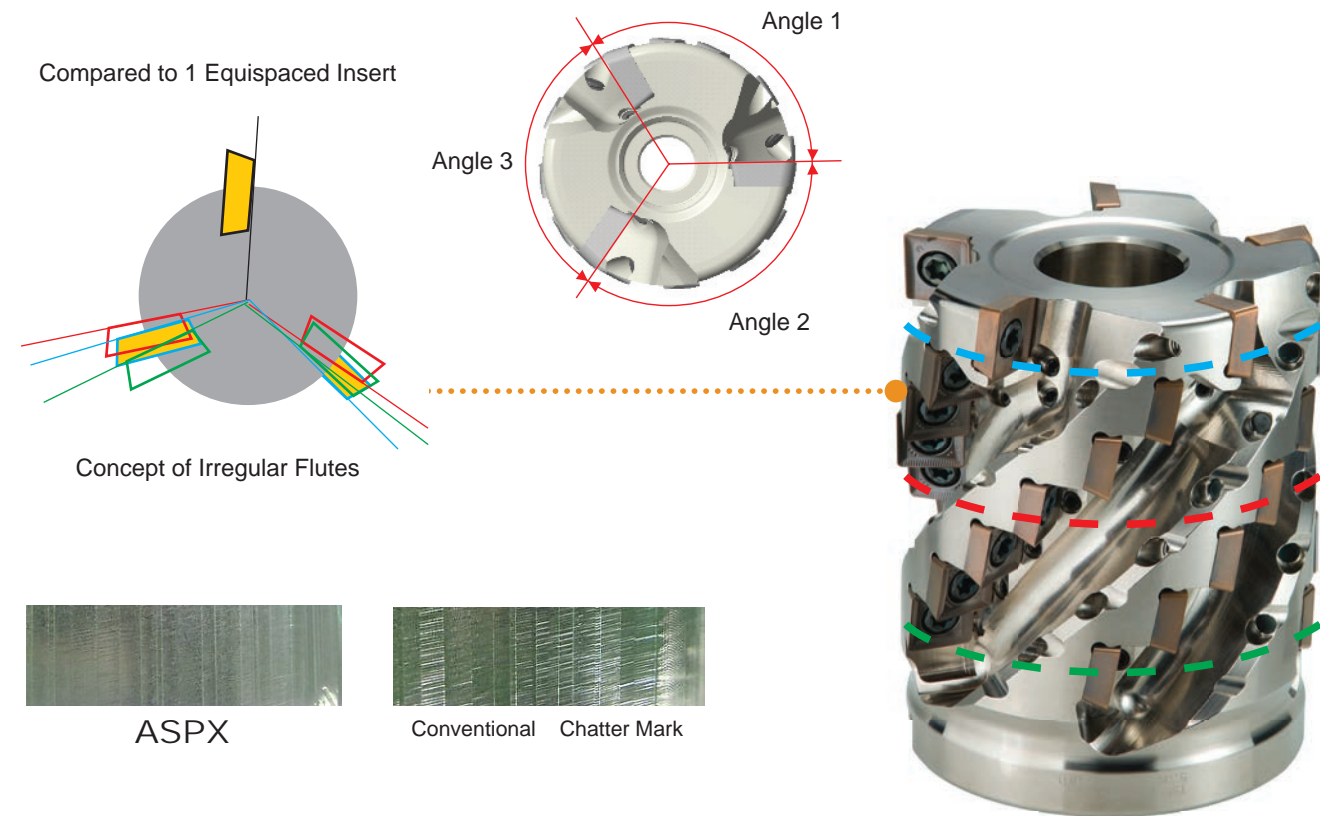 Angle 1
Compared to 1 Equispaced Insert
Angle 3
Angle 2
Concept of Irregular Flutes
ASPX
Conventional Chatter Mark